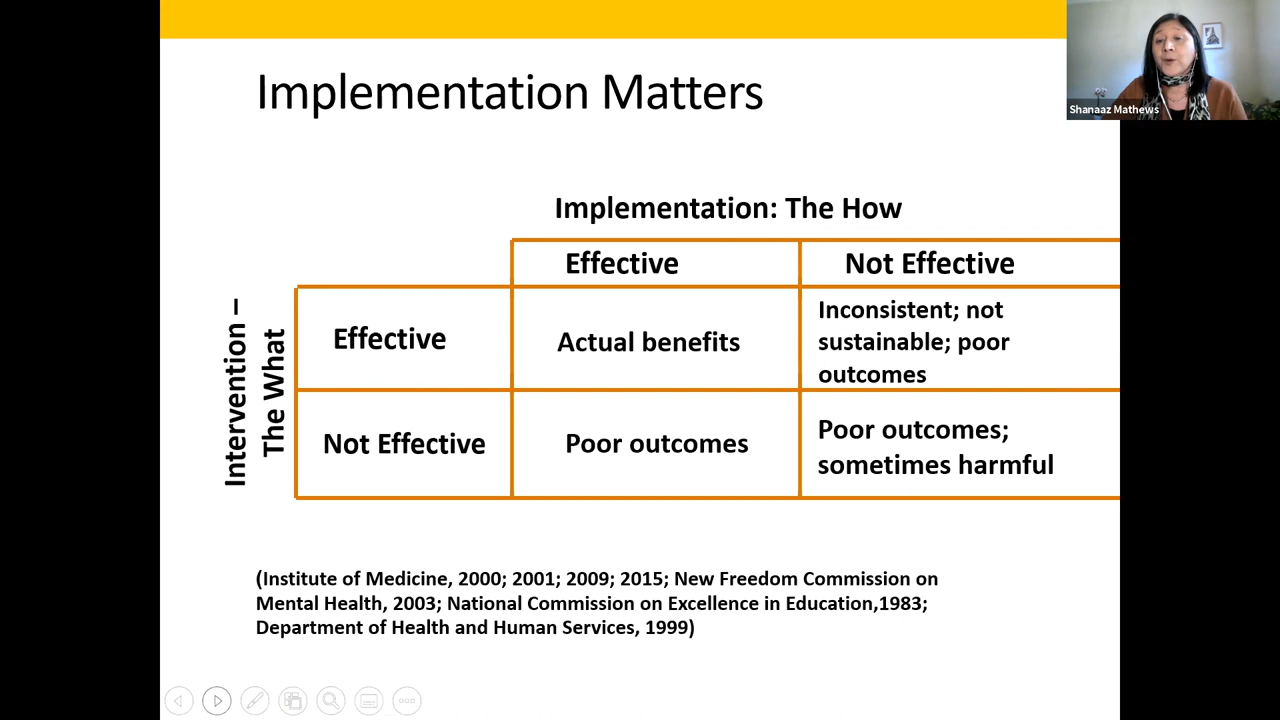 Implementation Matters
Shanaaz Mathews
Implementation: The How
Effective
Not Effective
Intervention –
The What
Effective
Actual benefits
Inconsistent; not
sustainable; poor
outcomes
Not Effective
Poor outcomes
Poor outcomes;
sometimes harmful
(Institute of Medicine, 2000; 2001; 2009; 2015; New Freedom Commission on
Mental Health, 2003; National Commission on Excellence in Education,1983;
Department of Health and Human Services, 1999)